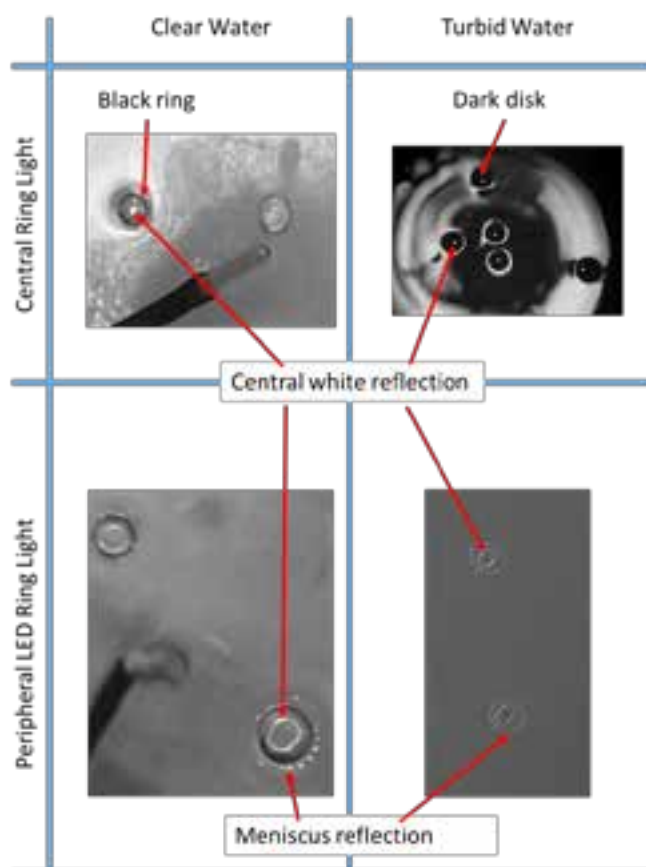 Clear Water
Turbid Water
Black ring
Dark disk
Central Ring Light
Central white reflection
Peripheral LED Ring Light
Meniscus reflection